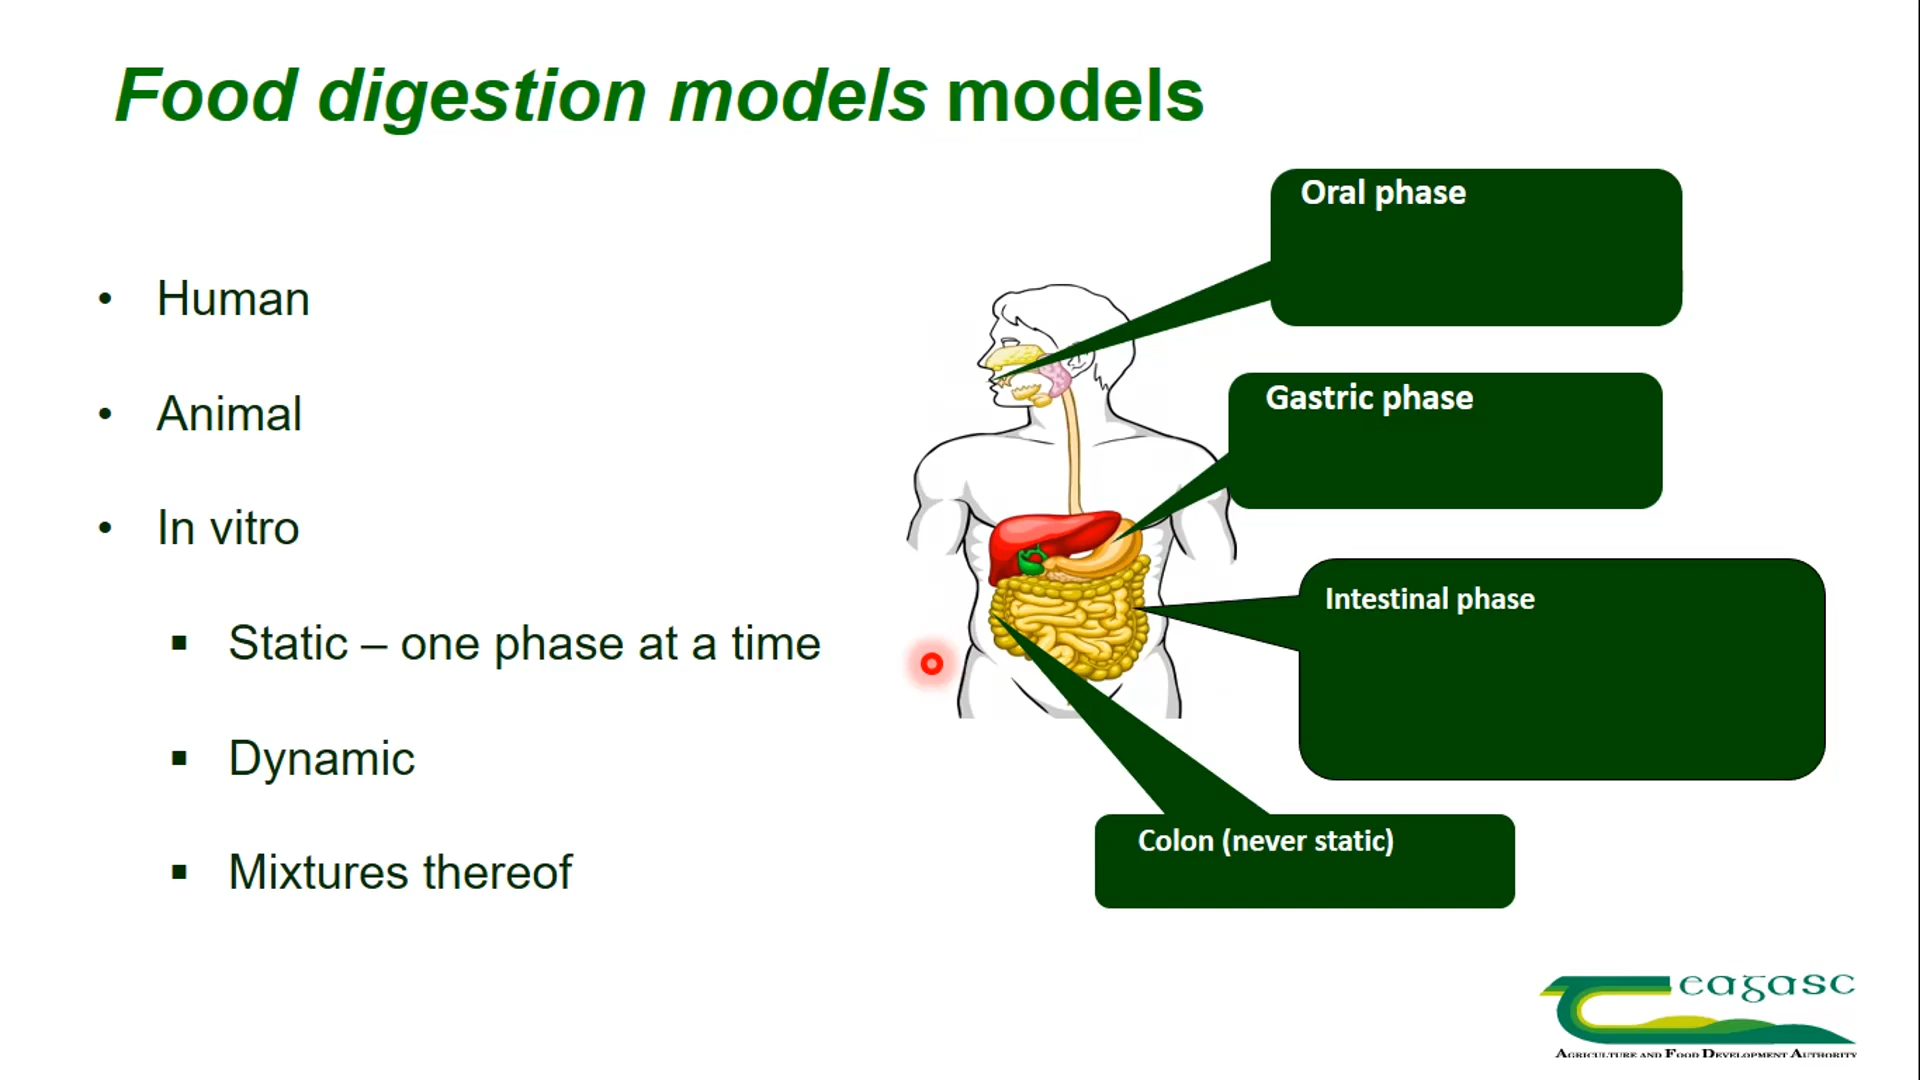 Food digestion models models
• Human
• Animal
• In vitro
▪ Static – one phase at a time
▪ Dynamic
▪ Mixtures thereof
Oral phase
Gastric phase
Intestinal phase
Colon (never static)
Teagasc
AGRICULTURE AND FOOD DEVELOPMENT AUTHORITY